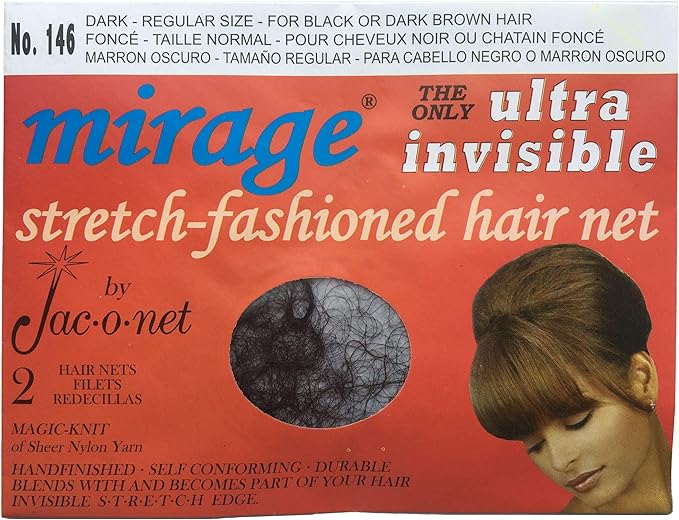 No. 146
DARK - REGULAR SIZE - FOR BLACK OR DARK BROWN HAIR
FONCÉ - TAILLE NORMAL - POUR CHEVEUX NOIR OU CHATAIN FONCÉ
MARRON OSCURO - TAMAÑO REGULAR - PARA CABELLO NEGRO O MARRON OSCURO
mirage®
THE ONLY
ultra
invisible
stretch-fashioned hair net
by
Jac·o·net
2
HAIR NETS
FILETS
REDECILLAS
MAGIC-KNIT
of Sheer Nylon Yarn
HANDFINISHED · SELF CONFORMING · DURABLE
BLENDS WITH AND BECOMES PART OF YOUR HAIR
INVISIBLE S·T·R·E·T·C·H EDGE.